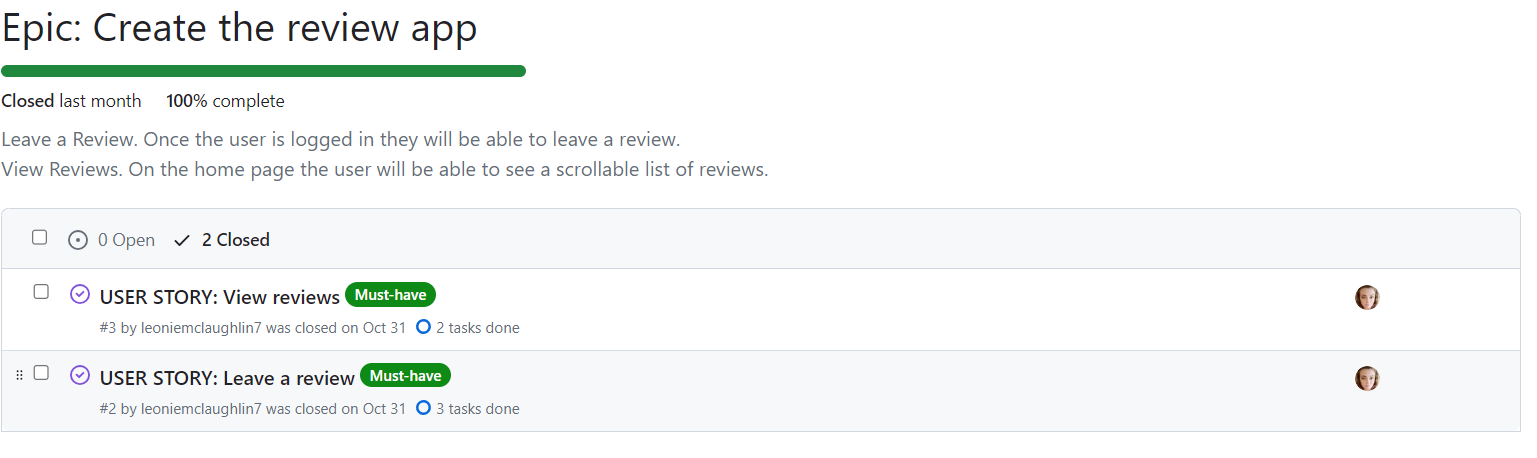 Epic: Create the review app
Closed last month 100% complete
Leave a Review. Once the user is logged in they will be able to leave a review.
View Reviews. On the home page the user will be able to see a scrollable list of reviews.
0 Open 2 Closed
USER STORY: View reviews Must-have
#3 by leoniemclaughlin7 was closed on Oct 31 2 tasks done
USER STORY: Leave a review Must-have
#2 by leoniemclaughlin7 was closed on Oct 31 3 tasks done